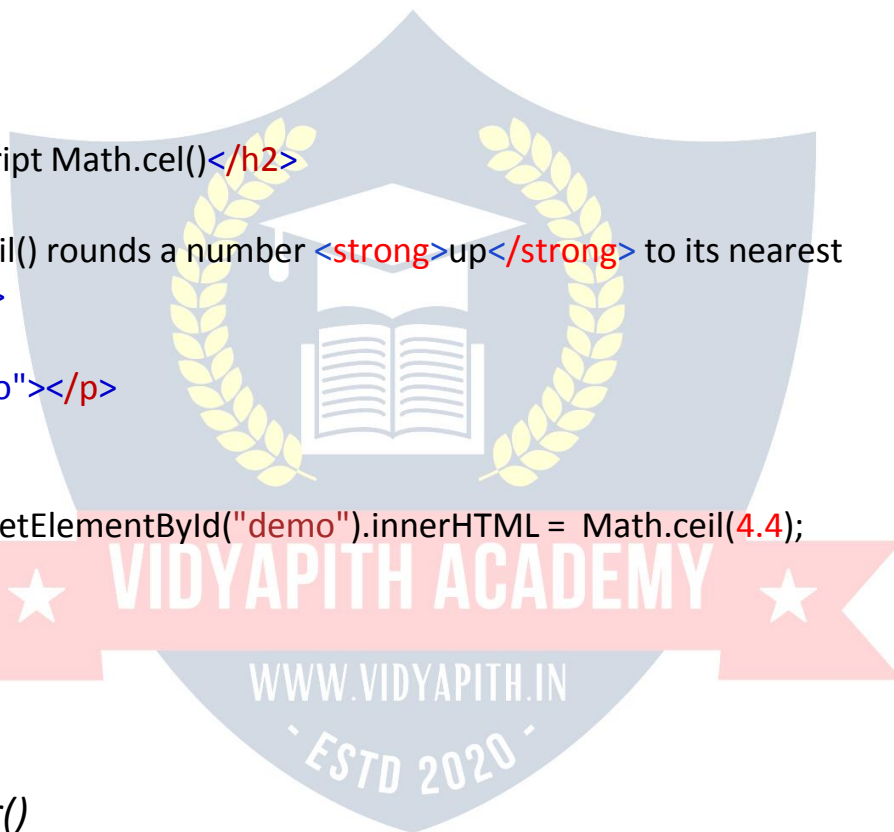 ipt Math.cel()</h2>
il() rounds a number <strong>up</strong> to its nearest
>
o"></p>
etElementById("demo").innerHTML = Math.ceil(4.4);
VIDYAPITH ACADEMY
WWW.VIDYAPITH.IN
- ESTD 2020 -
r()